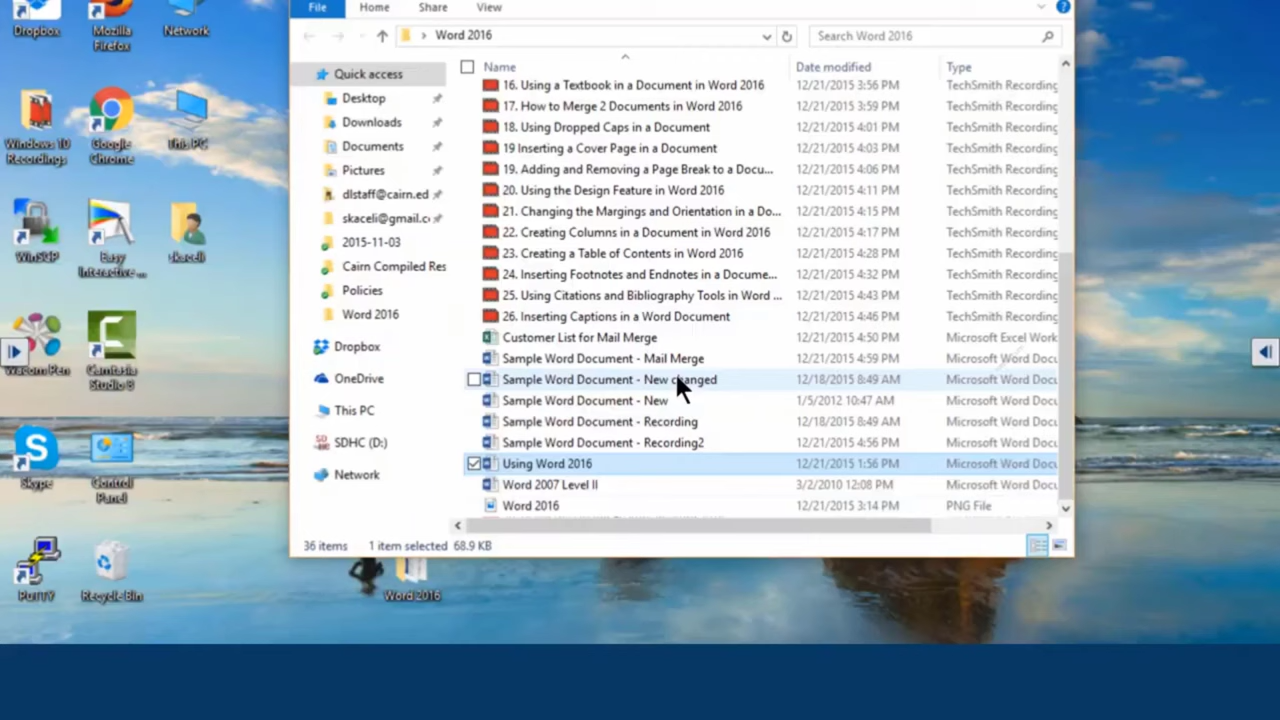 Dropbox
Mozilla Firefox
Network
Windows 10 Recordings
Google Chrome
This PC
WinSCP
Easy Interactive ...
skaceli
Wacom Pen
Camtasia Studio 8
Skype
Control Panel
PuTTY
Recycle Bin
Word 2016
File Home Share View
Word 2016
Search Word 2016
Quick access
Desktop
Downloads
Documents
Pictures
dlstaff@cairn.ed
skaceli@gmail.c
2015-11-03
Cairn Compiled Res
Policies
Word 2016
Dropbox
OneDrive
This PC
SDHC (D:)
Network
Name Date modified Type
16. Using a Textbook in a Document in Word 2016 12/21/2015 3:56 PM TechSmith Recording
17. How to Merge 2 Documents in Word 2016 12/21/2015 3:59 PM TechSmith Recording
18. Using Dropped Caps in a Document 12/21/2015 4:01 PM TechSmith Recording
19 Inserting a Cover Page in a Document 12/21/2015 4:03 PM TechSmith Recording
19. Adding and Removing a Page Break to a Docu... 12/21/2015 4:06 PM TechSmith Recording
20. Using the Design Feature in Word 2016 12/21/2015 4:11 PM TechSmith Recording
21. Changing the Margings and Orientation in a Do... 12/21/2015 4:15 PM TechSmith Recording
22. Creating Columns in a Document in Word 2016 12/21/2015 4:17 PM TechSmith Recording
23. Creating a Table of Contents in Word 2016 12/21/2015 4:28 PM TechSmith Recording
24. Inserting Footnotes and Endnotes in a Docume... 12/21/2015 4:32 PM TechSmith Recording
25. Using Citations and Bibliography Tools in Word ... 12/21/2015 4:43 PM TechSmith Recording
26. Inserting Captions in a Word Document 12/21/2015 4:46 PM TechSmith Recording
Customer List for Mail Merge 12/21/2015 4:50 PM Microsoft Excel Work
Sample Word Document - Mail Merge 12/21/2015 4:59 PM Microsoft Word Docu
Sample Word Document - New changed 12/18/2015 8:49 AM Microsoft Word Docu
Sample Word Document - New 1/5/2012 10:47 AM Microsoft Word Docu
Sample Word Document - Recording 12/18/2015 8:49 AM Microsoft Word Docu
Sample Word Document - Recording2 12/21/2015 4:56 PM Microsoft Word Docu
Using Word 2016 12/21/2015 1:56 PM Microsoft Word Docu
Word 2007 Level II 3/2/2010 12:08 PM Microsoft Word Docu
Word 2016 12/21/2015 3:14 PM PNG File
36 items 1 item selected 68.9 KB